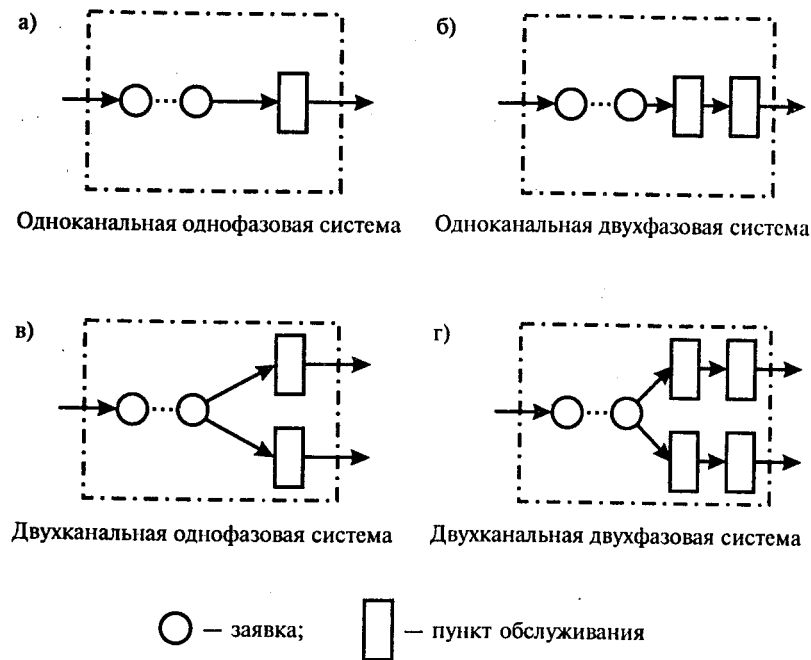 а)
б)
Одноканальная однофазовая система
Одноканальная двухфазовая система
в)
г)
Двухканальная однофазовая система
Двухканальная двухфазовая система
— заявка;
— пункт обслуживания